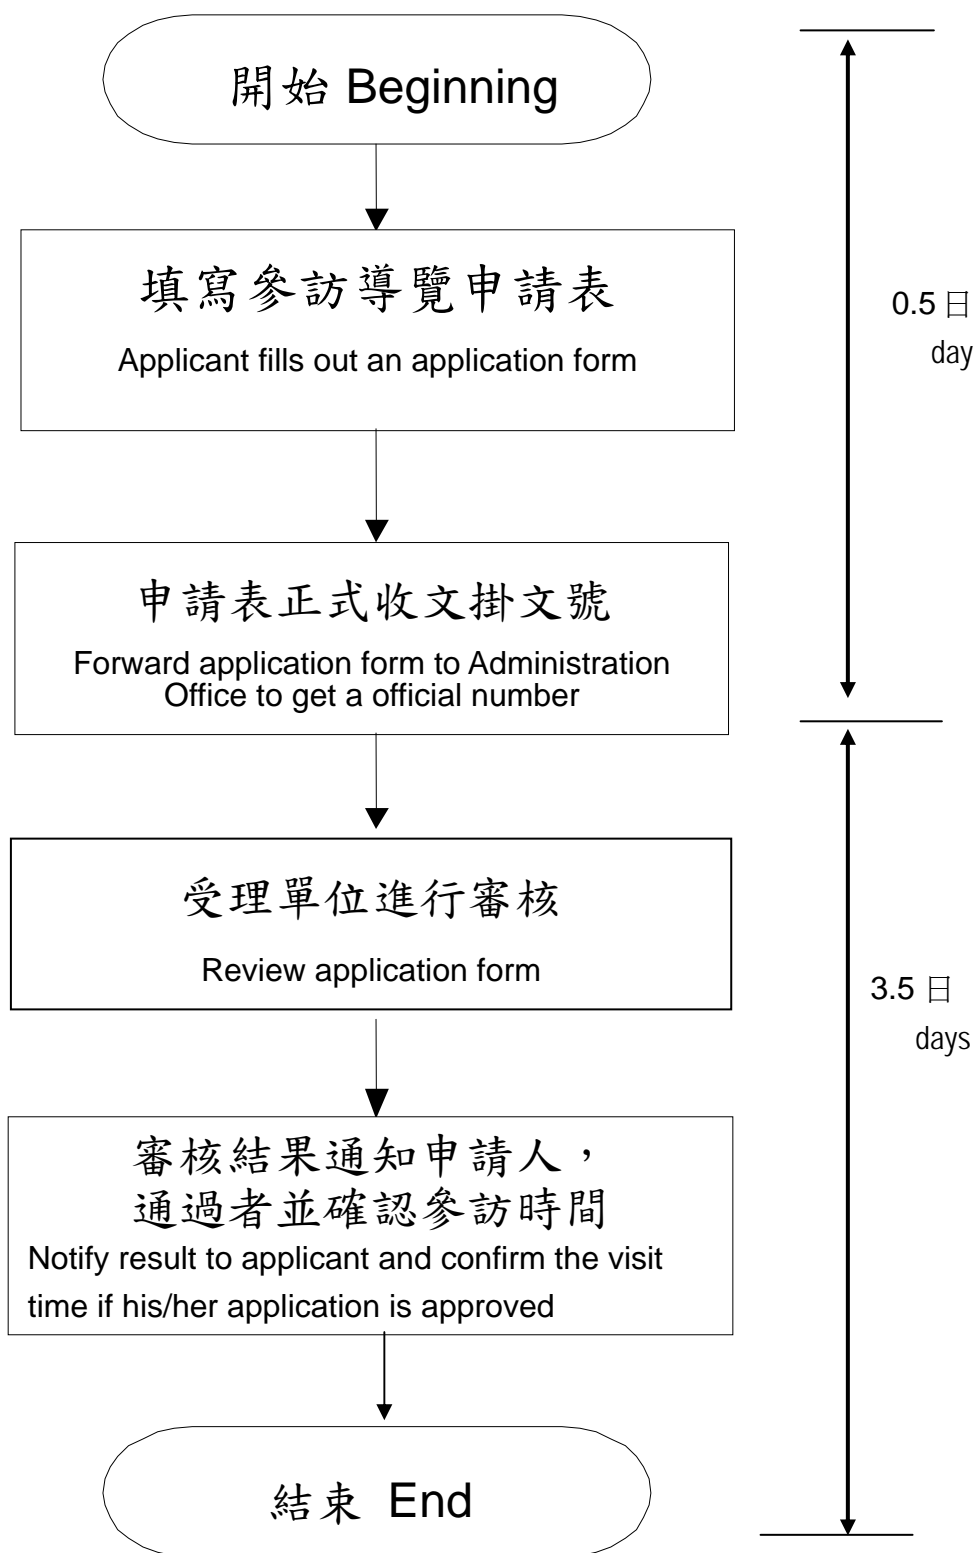 開始 Beginning
填寫參訪導覽申請表
Applicant fills out an application form
0.5 日
day
申請表正式收文掛文號
Forward application form to Administration
Office to get a official number
受理單位進行審核
Review application form
3.5 日
days
審核結果通知申請人，
通過者並確認參訪時間
Notify result to applicant and confirm the visit
time if his/her application is approved
結束 End